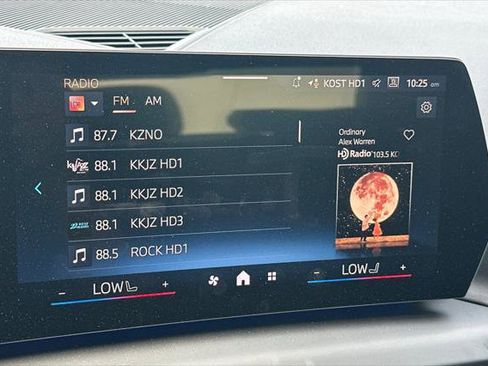 RADIO
KOST HD1 10:25 am
FM AM
87.7 KZNO
88.1 KKJZ HD1
88.1 KKJZ HD2
88.1 KKJZ HD3
88.5 ROCK HD1
Ordinary
Alex Warren
HD Radio 103.5 KO
LOW
LOW